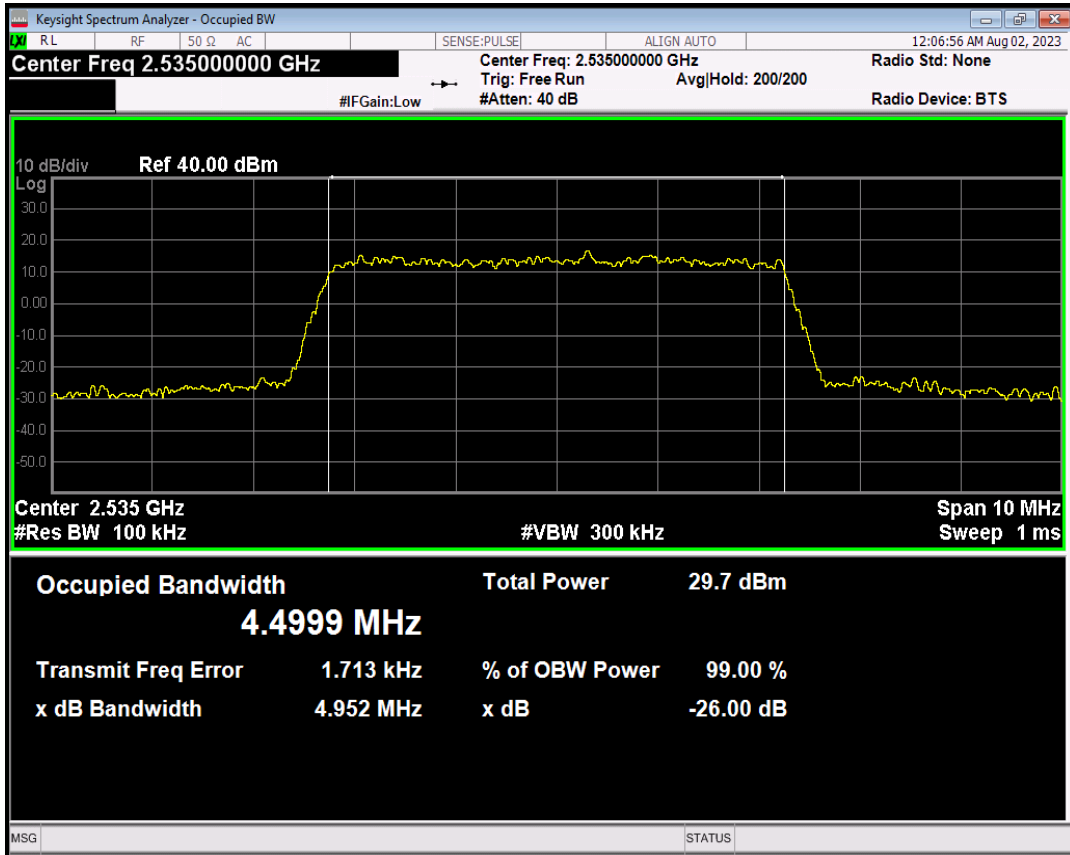 Keysight Spectrum Analyzer - Occupied BW
LXI RL RF 50 Ω AC SENSE:PULSE ALIGN AUTO 12:06:56 AM Aug 02, 2023
Center Freq 2.535000000 GHz Center Freq: 2.535000000 GHz Radio Std: None
Trig: Free Run Avg|Hold: 200/200
#IFGain:Low #Atten: 40 dB Radio Device: BTS
10 dB/div Ref 40.00 dBm
Log
30.0
20.0
10.0
0.00
-10.0
-20.0
-30.0
-40.0
-50.0
Center 2.535 GHz Span 10 MHz
#Res BW 100 kHz #VBW 300 kHz Sweep 1 ms
Occupied Bandwidth Total Power 29.7 dBm
4.4999 MHz
Transmit Freq Error 1.713 kHz % of OBW Power 99.00 %
x dB Bandwidth 4.952 MHz x dB -26.00 dB
MSG STATUS